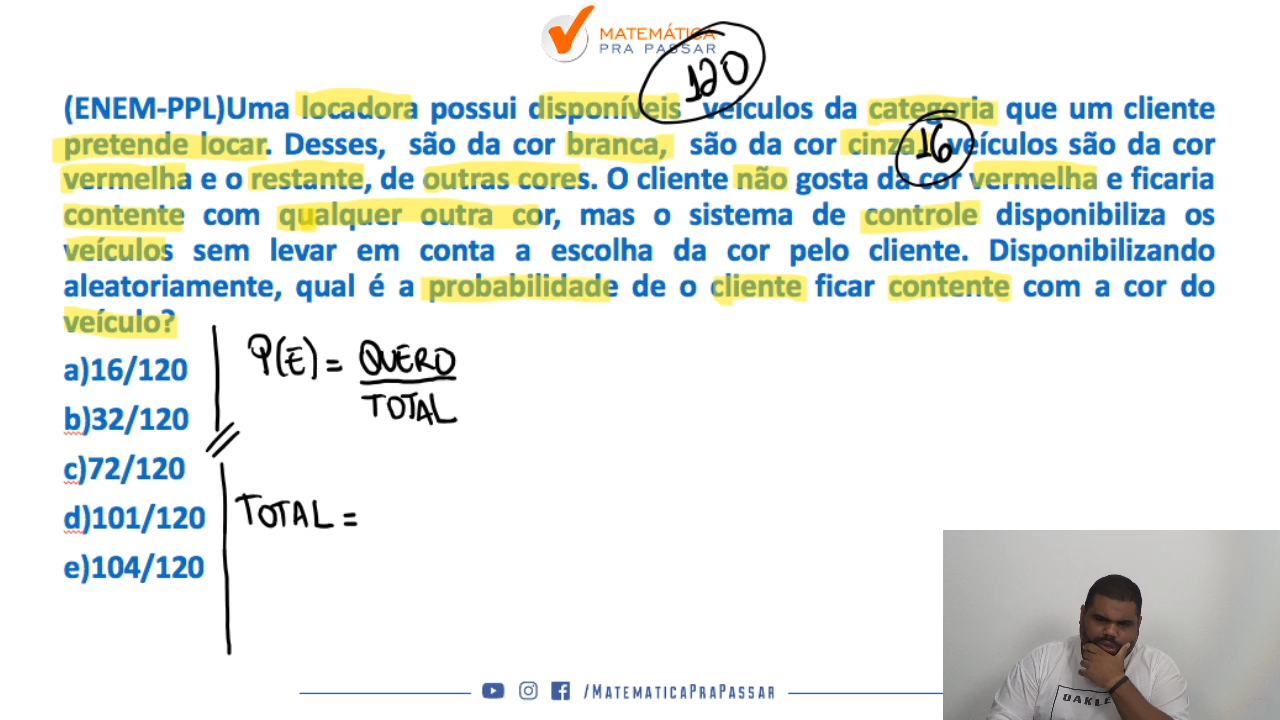 MATEMÁTICA
PRA PASSAR
120
(ENEM-PPL)Uma locadora possui disponíveis veículos da categoria que um cliente
pretende locar. Desses, são da cor branca, são da cor cinza, 16 veículos são da cor
vermelha e o restante, de outras cores. O cliente não gosta da cor vermelha e ficaria
contente com qualquer outra cor, mas o sistema de controle disponibiliza os
veículos sem levar em conta a escolha da cor pelo cliente. Disponibilizando
aleatoriamente, qual é a probabilidade de o cliente ficar contente com a cor do
veículo?
a)16/120
b)32/120
c)72/120
d)101/120
e)104/120
P(E) = QUERO
TOTAL
TOTAL =
OAKLE
/MATEMATICAPRAPASSAR